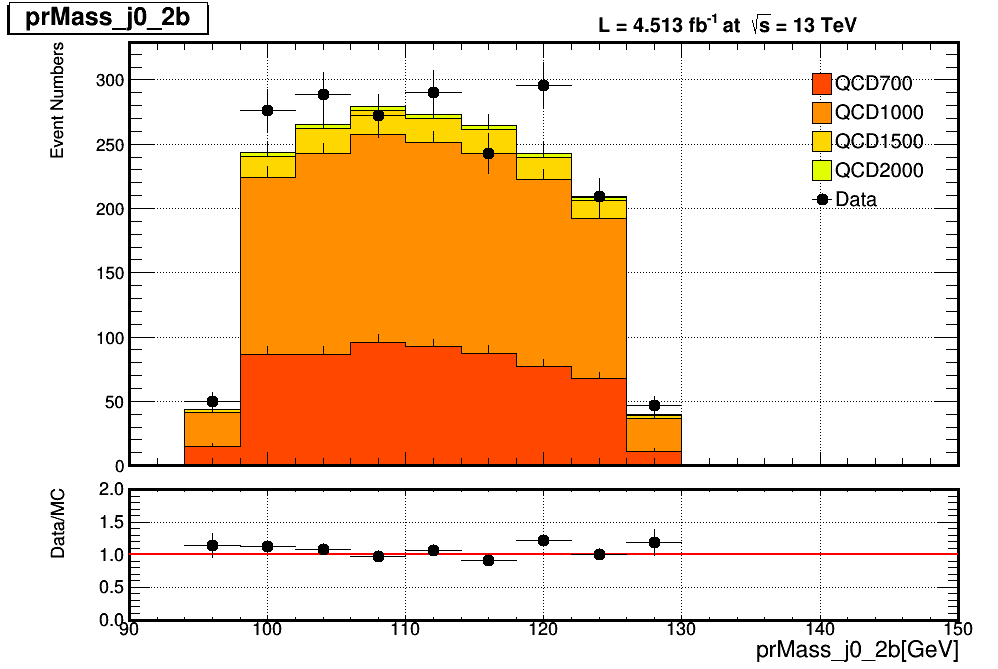 prMass_j0_2b
L = 4.513 fb⁻¹ at √s = 13 TeV
Event Numbers
300
250
200
150
100
50
0
QCD700
QCD1000
QCD1500
QCD2000
Data
Data/MC
2.0
1.5
1.0
0.5
0.0
90 100 110 120 130 140 150
prMass_j0_2b[GeV]